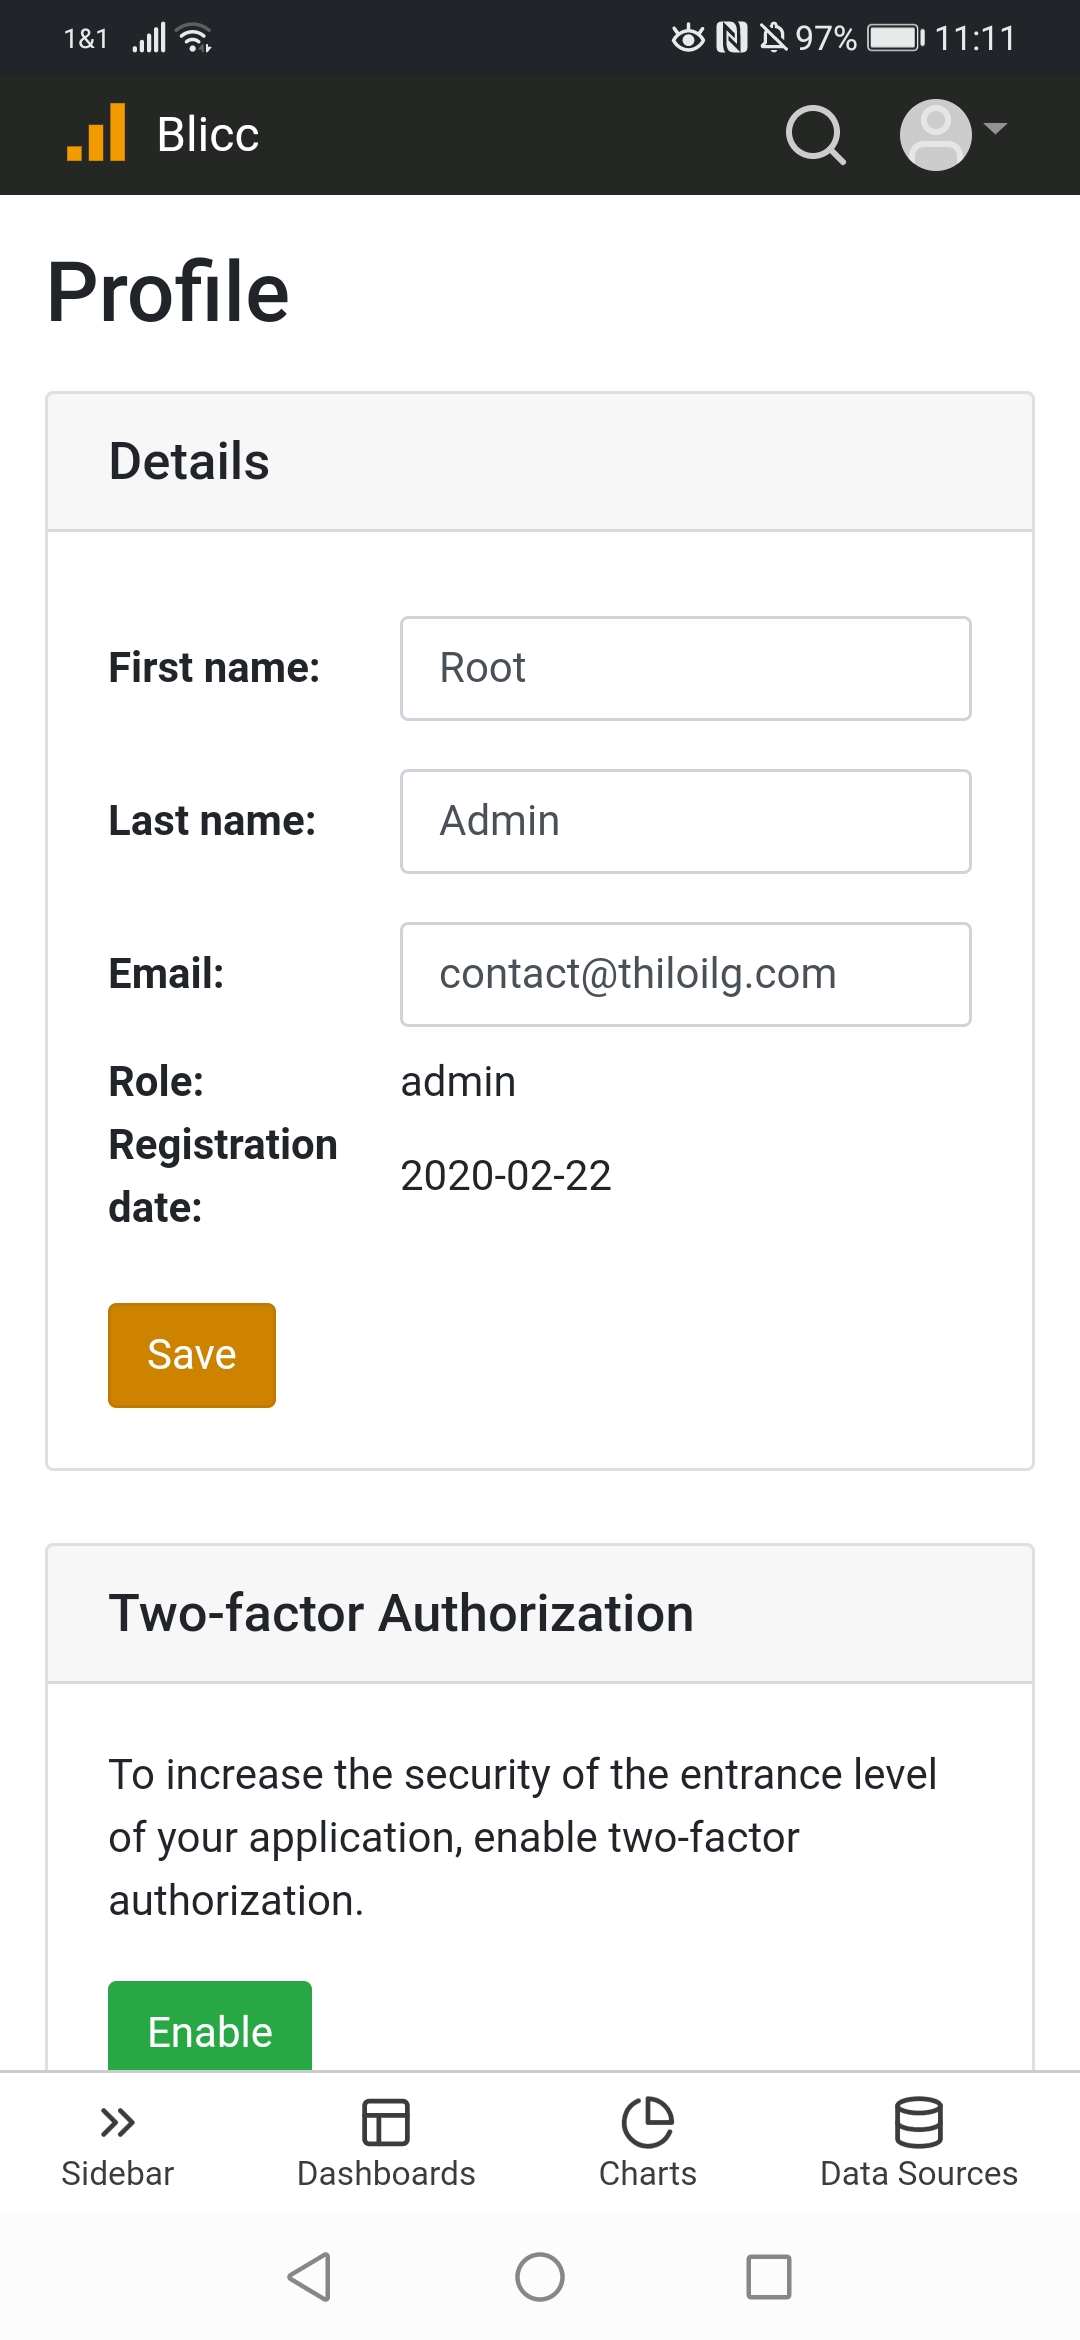 1&1 97% 11:11
Blicc
Profile
Details
First name: Root
Last name: Admin
Email: contact@thiloilg.com
Role: admin
Registration date: 2020-02-22
Save
Two-factor Authorization
To increase the security of the entrance level
of your application, enable two-factor
authorization.
Enable
Sidebar Dashboards Charts Data Sources